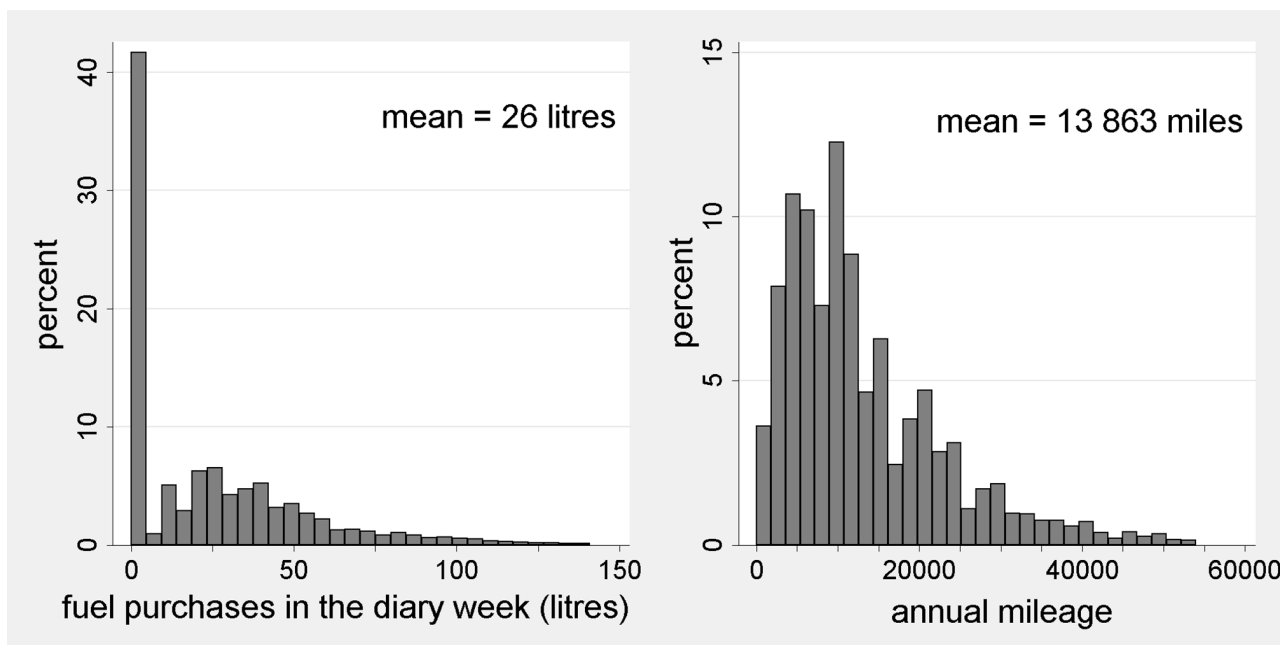 mean = 26 litres
percent
40
30
20
10
0
0 50 100 150
fuel purchases in the diary week (litres)
mean = 13 863 miles
percent
15
10
5
0
0 20000 40000 60000
annual mileage